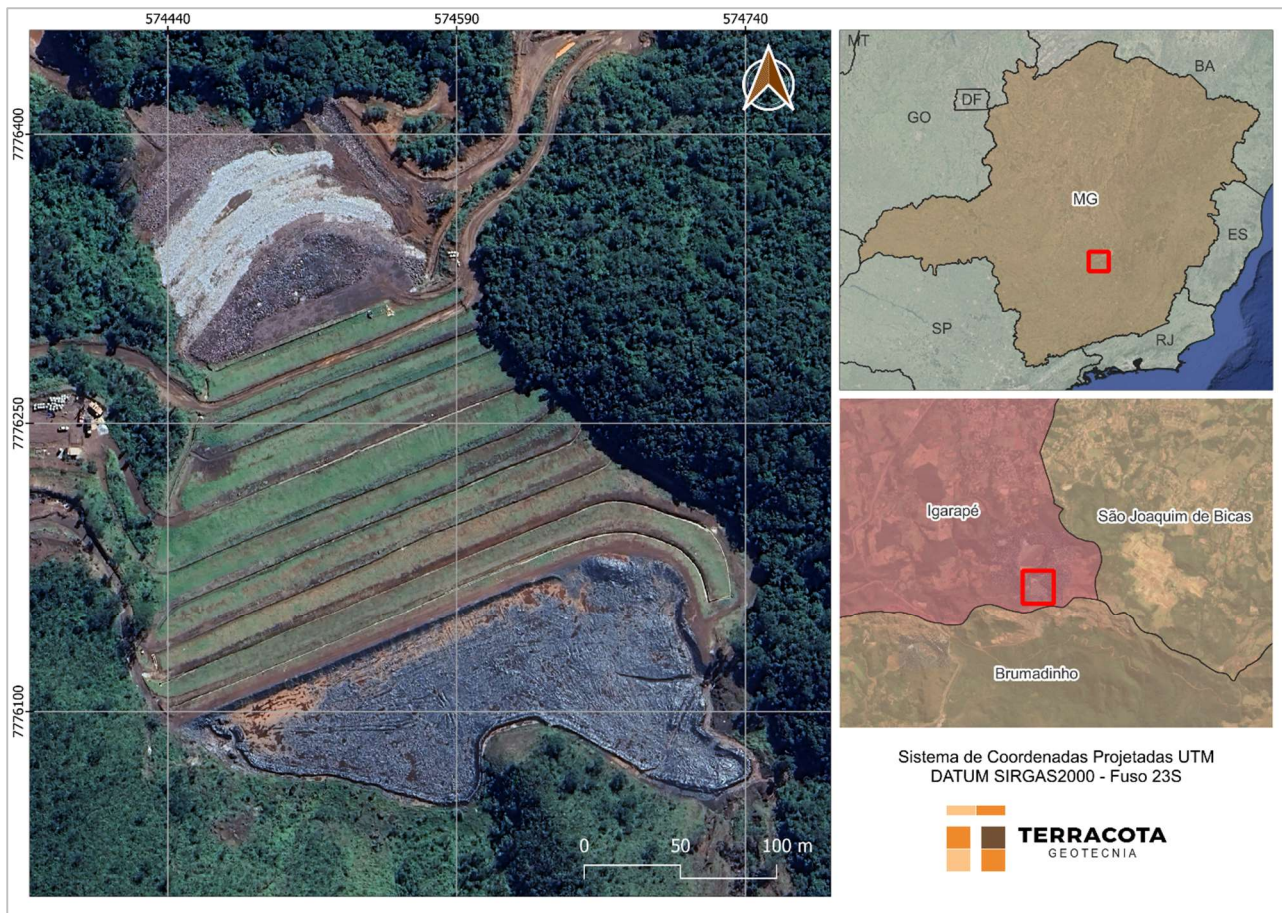 574440
574590
574740
7776400
7776250
7776100
0
50
100 m
MT
BA
DF
GO
MG
ES
SP
RJ
Igarapé
São Joaquim de Bicas
Brumadinho
Sistema de Coordenadas Projetadas UTM
DATUM SIRGAS2000 - Fuso 23S
TERRACOTA
GEOTECNIA